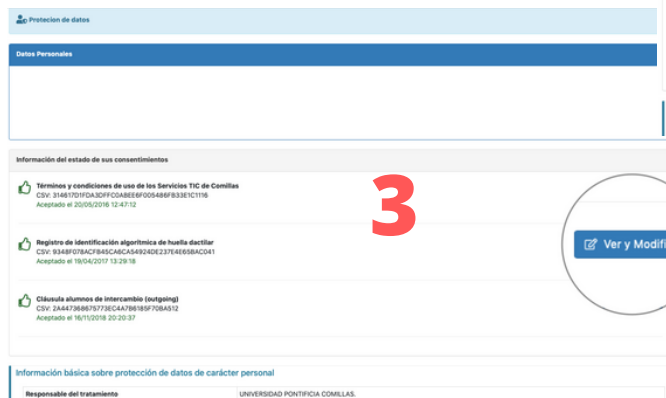 Protecion de datos
Datos Personales
Información del estado de sus consentimientos
Términos y condiciones de uso de los Servicios TIC de Comillas
CSV: 314617D1FDA3DFFC0ABEE6F005486FB33E1C1116
Aceptado el 20/05/2016 12:47:12
3
Ver y Modifi
Registro de identificación algorítmica de huella dactilar
CSV: 9348F078ACFB45CA6CA54924DE237E4E65BAC041
Aceptado el 19/04/2017 13:29:18
Cláusula alumnos de intercambio (outgoing)
CSV: 2A447368675773EC4A7B6185F70BA512
Aceptado el 16/11/2018 20:20:37
Información básica sobre protección de datos de carácter personal
Responsable del tratamiento UNIVERSIDAD PONTIFICIA COMILLAS.